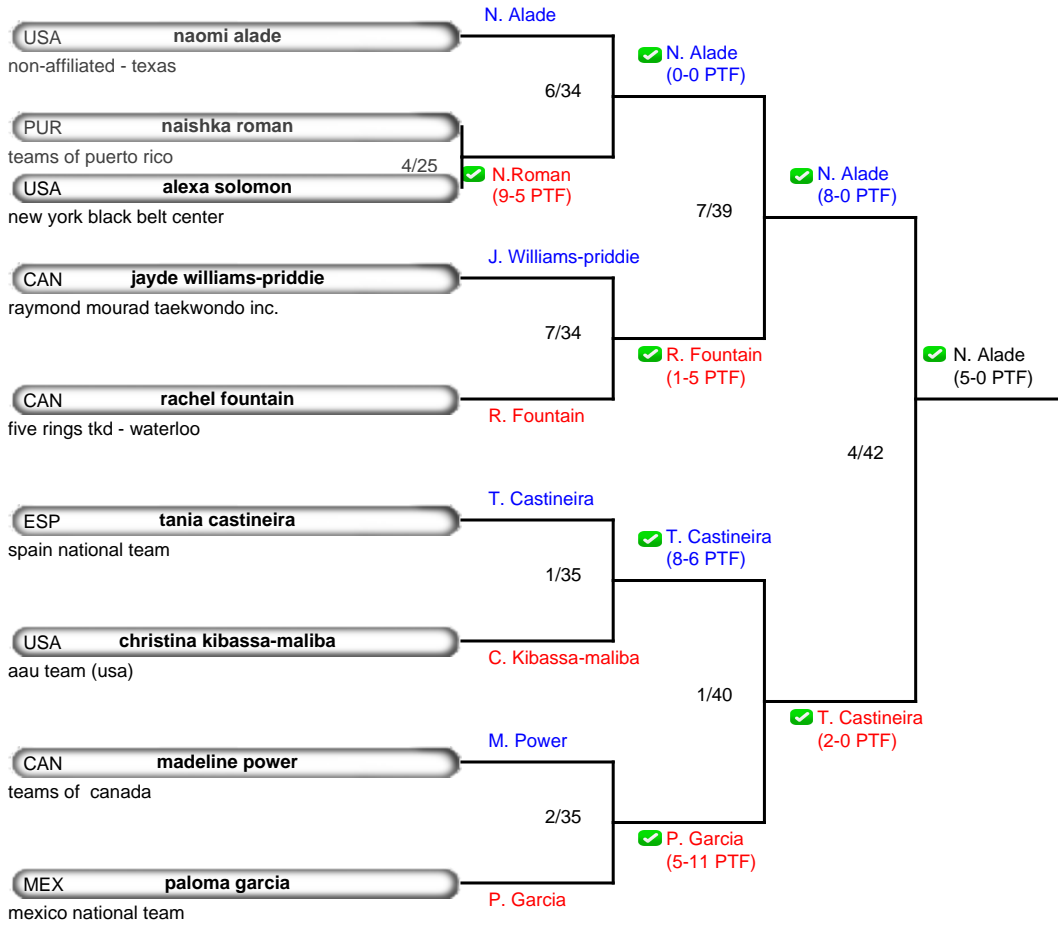 N. Alade
USA naomi alade
non-affiliated - texas
N. Alade
(0-0 PTF)
6/34
PUR naishka roman
teams of puerto rico
4/25
N.Roman
(9-5 PTF)
USA alexa solomon
new york black belt center
N. Alade
(8-0 PTF)
7/39
J. Williams-priddie
CAN jayde williams-priddie
raymond mourad taekwondo inc.
7/34
R. Fountain
(1-5 PTF)
N. Alade
(5-0 PTF)
CAN rachel fountain
five rings tkd - waterloo
R. Fountain
4/42
T. Castineira
ESP tania castineira
spain national team
T. Castineira
(8-6 PTF)
1/35
USA christina kibassa-maliba
aau team (usa)
C. Kibassa-maliba
1/40
T. Castineira
(2-0 PTF)
M. Power
CAN madeline power
teams of  canada
2/35
P. Garcia
(5-11 PTF)
MEX paloma garcia
mexico national team
P. Garcia